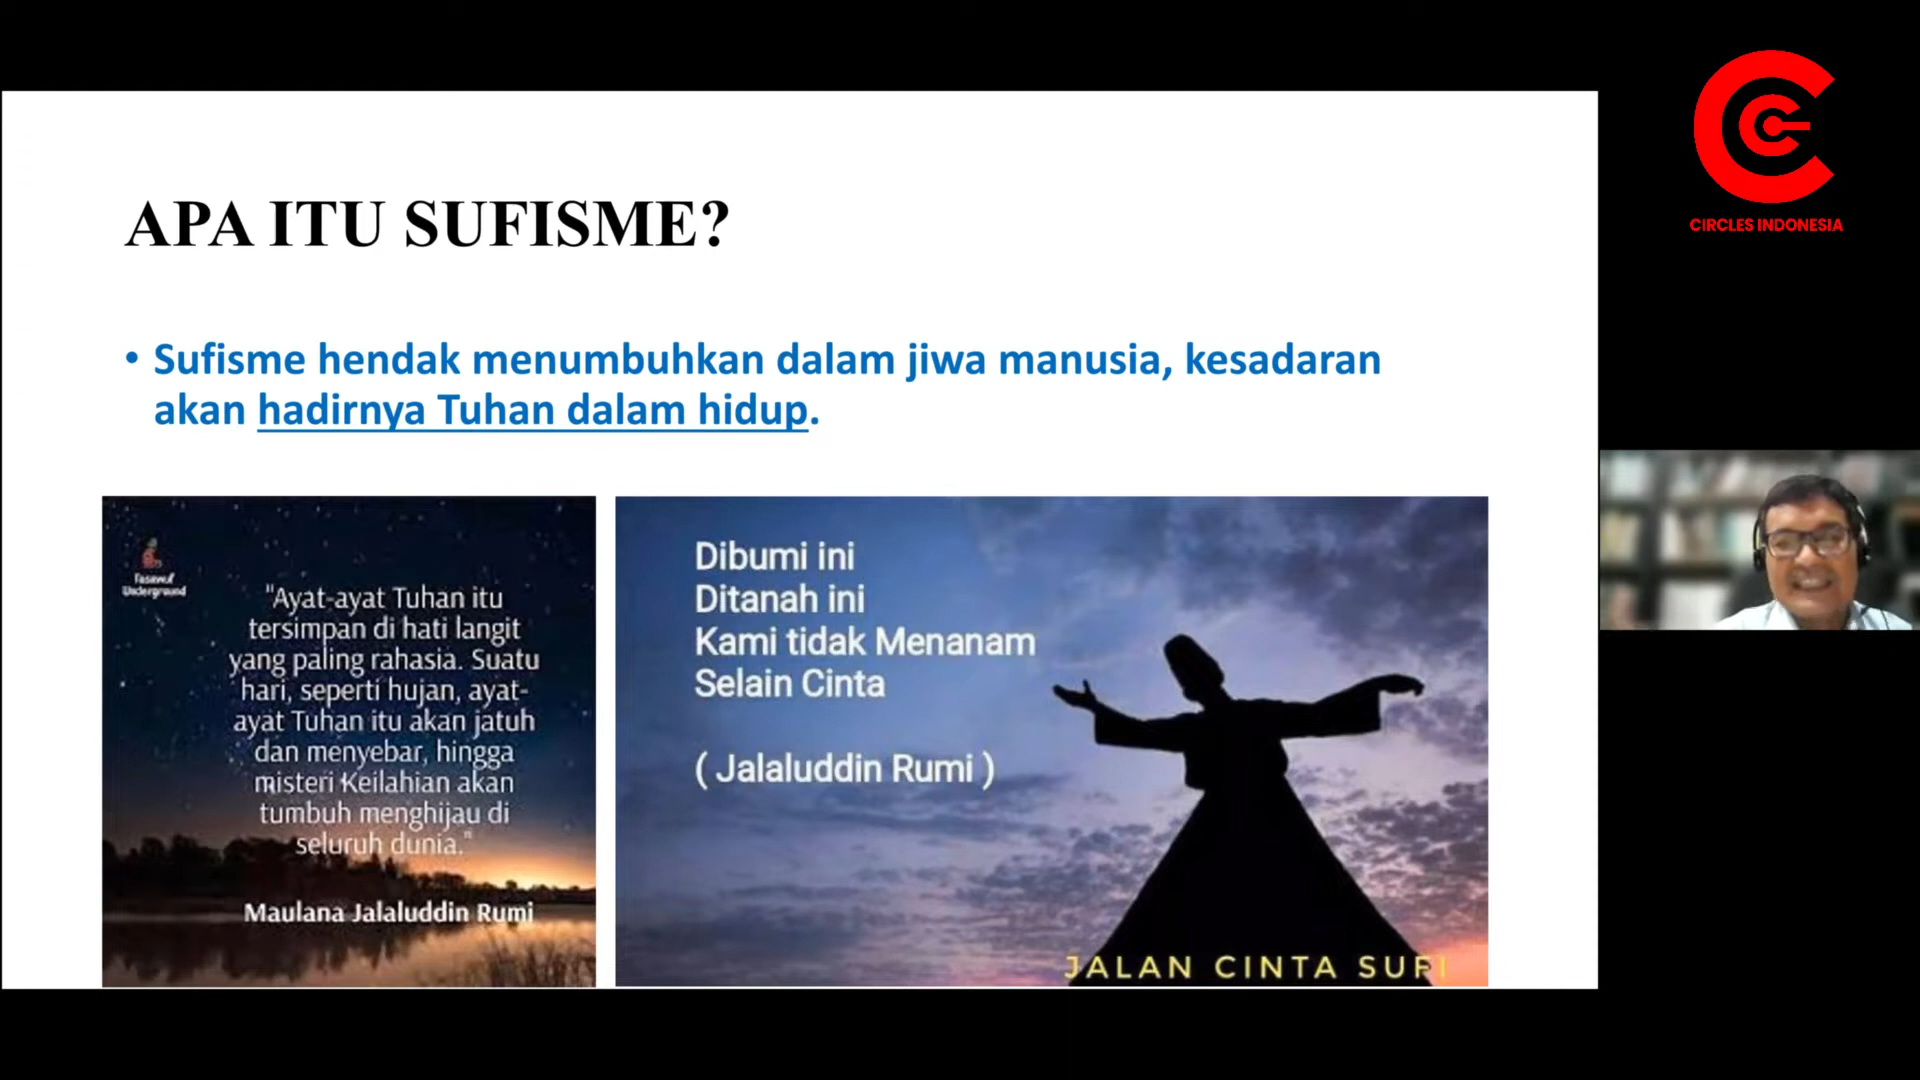 CIRCLES INDONESIA
APA ITU SUFISME?
• Sufisme hendak menumbuhkan dalam jiwa manusia, kesadaran
akan hadirnya Tuhan dalam hidup.
Tasawuf
Underground
"Ayat-ayat Tuhan itu
tersimpan di hati langit
yang paling rahasia. Suatu
hari, seperti hujan, ayat-
ayat Tuhan itu akan jatuh
dan menyebar, hingga
misteri Keilahian akan
tumbuh menghijau di
seluruh dunia."
Maulana Jalaluddin Rumi
Dibumi ini
Ditanah ini
Kami tidak Menanam
Selain Cinta
( Jalaluddin Rumi )
JALAN CINTA SUFI